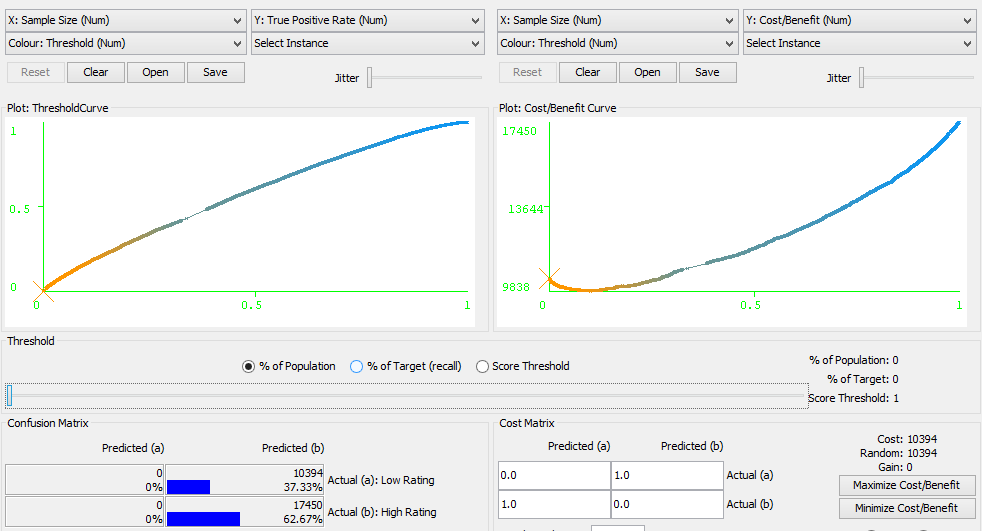 X: Sample Size (Num) Y: True Positive Rate (Num) X: Sample Size (Num) Y: Cost/Benefit (Num)
Colour: Threshold (Num) Select Instance Colour: Threshold (Num) Select Instance
Reset Clear Open Save Jitter Reset Clear Open Save Jitter
Plot: ThresholdCurve Plot: Cost/Benefit Curve
1 17450
0.5 13644
0 9838
0 0.5 1 0 0.5 1
Threshold
% of Population % of Target (recall) Score Threshold % of Population: 0
% of Target: 0
Score Threshold: 1
Confusion Matrix Cost Matrix
Predicted (a) Predicted (b) Predicted (a) Predicted (b) Cost: 10394
Random: 10394
Gain: 0
0 10394 Actual (a): Low Rating 0.0 1.0 Actual (a)
0% 37.33% Maximize Cost/Benefit
0 17450 Actual (b): High Rating 1.0 0.0 Actual (b)
0% 62.67% Minimize Cost/Benefit